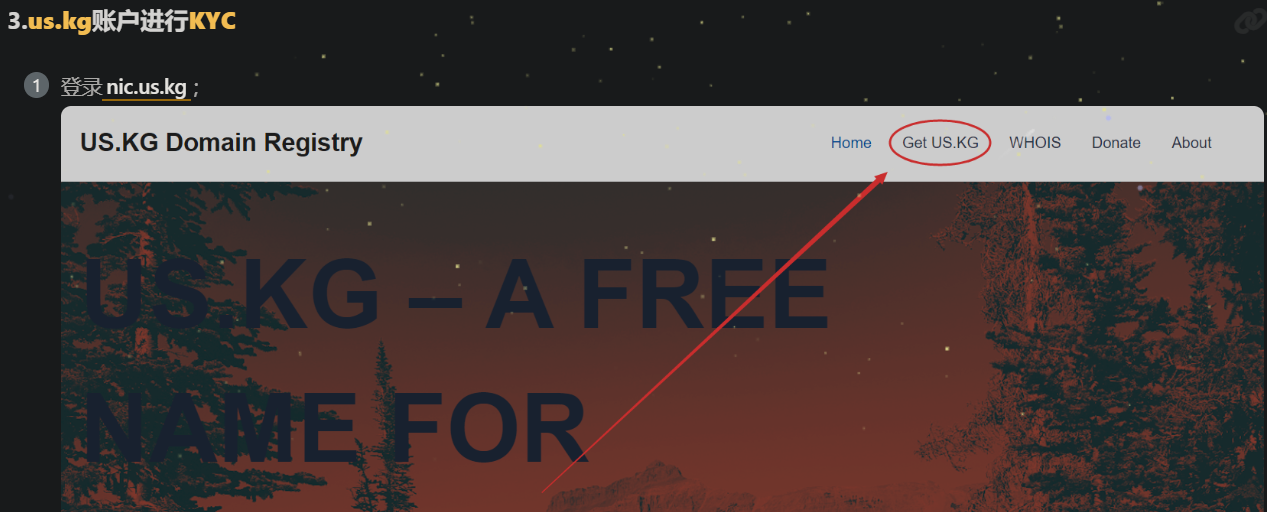 3.us.kg账户进行KYC
1 登录 nic.us.kg ;
US.KG Domain Registry Home Get US.KG WHOIS Donate About
US.KG – A FREE
NAME FOR